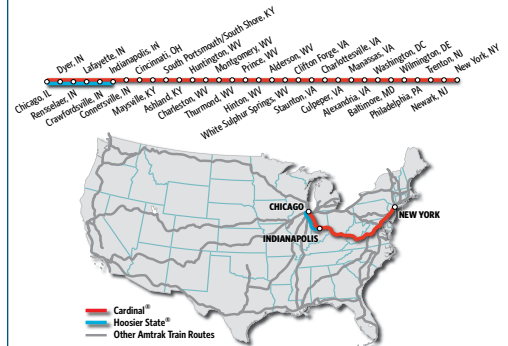 Dyer, IN
Lafayette, IN
Indianapolis, IN
Cincinnati, OH
South Portsmouth/South Shore, KY
Huntington, WV
Montgomery, WV
Prince, WV
Alderson, WV
Clifton Forge, VA
Charlottesville, VA
Manassas, VA
Washington, DC
Wilmington, DE
Trenton, NJ
New York, NY
Chicago, IL
Rensselaer, IN
Crawfordsville, IN
Connersville, IN
Maysville, KY
Ashland, KY
Charleston, WV
Thurmond, WV
Hinton, WV
White Sulphur Springs, WV
Staunton, VA
Culpeper, VA
Alexandria, VA
Baltimore, MD
Philadelphia, PA
Newark, NJ
CHICAGO
NEW YORK
INDIANAPOLIS
Cardinal®
Hoosier State®
Other Amtrak Train Routes